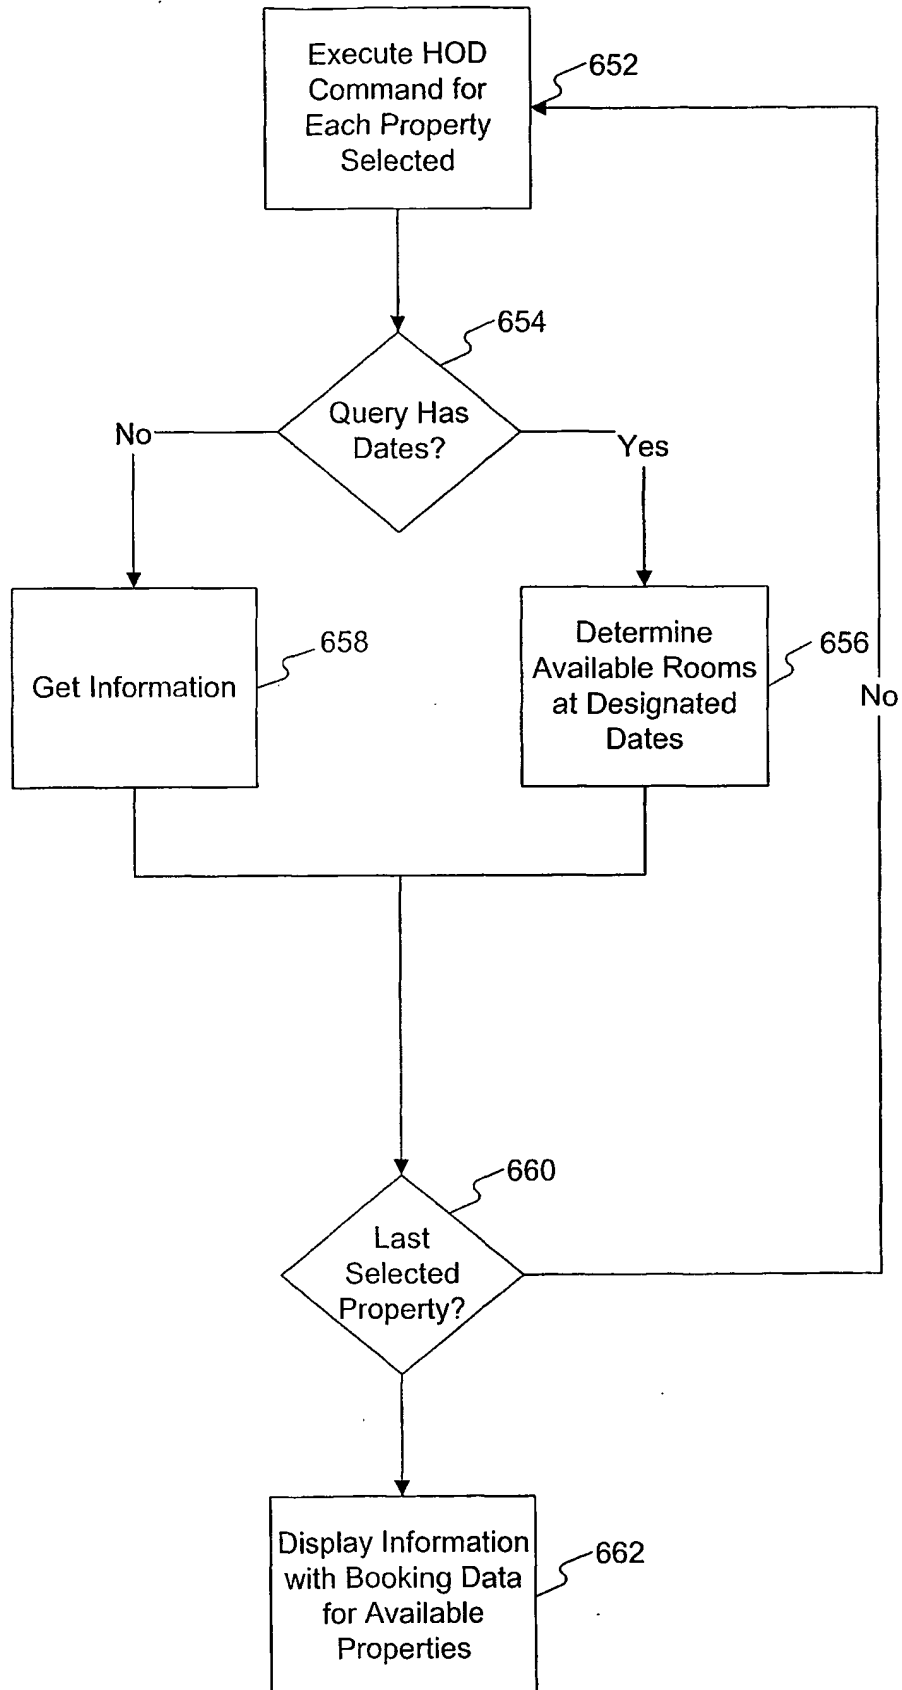 Execute HOD
Command for
Each Property
Selected
652
654
Query Has
Dates?
No
Yes
Get Information
658
Determine
Available Rooms
at Designated
Dates
656
No
660
Last
Selected
Property?
Display Information
with Booking Data
for Available
Properties
662